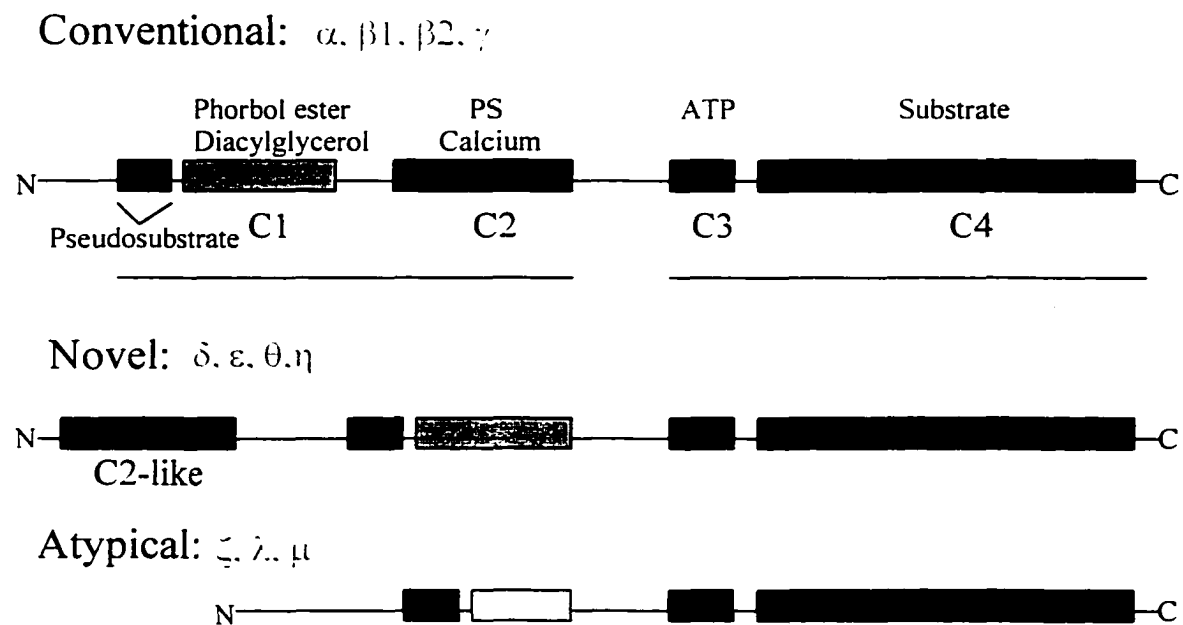 Conventional: α, β1, β2, γ
Phorbol ester PS ATP Substrate
Diacylglycerol Calcium
N C
Pseudosubstrate C1 C2 C3 C4
Novel: δ, ε, θ,η
N C
C2-like
Atypical: ζ, λ, μ
N C